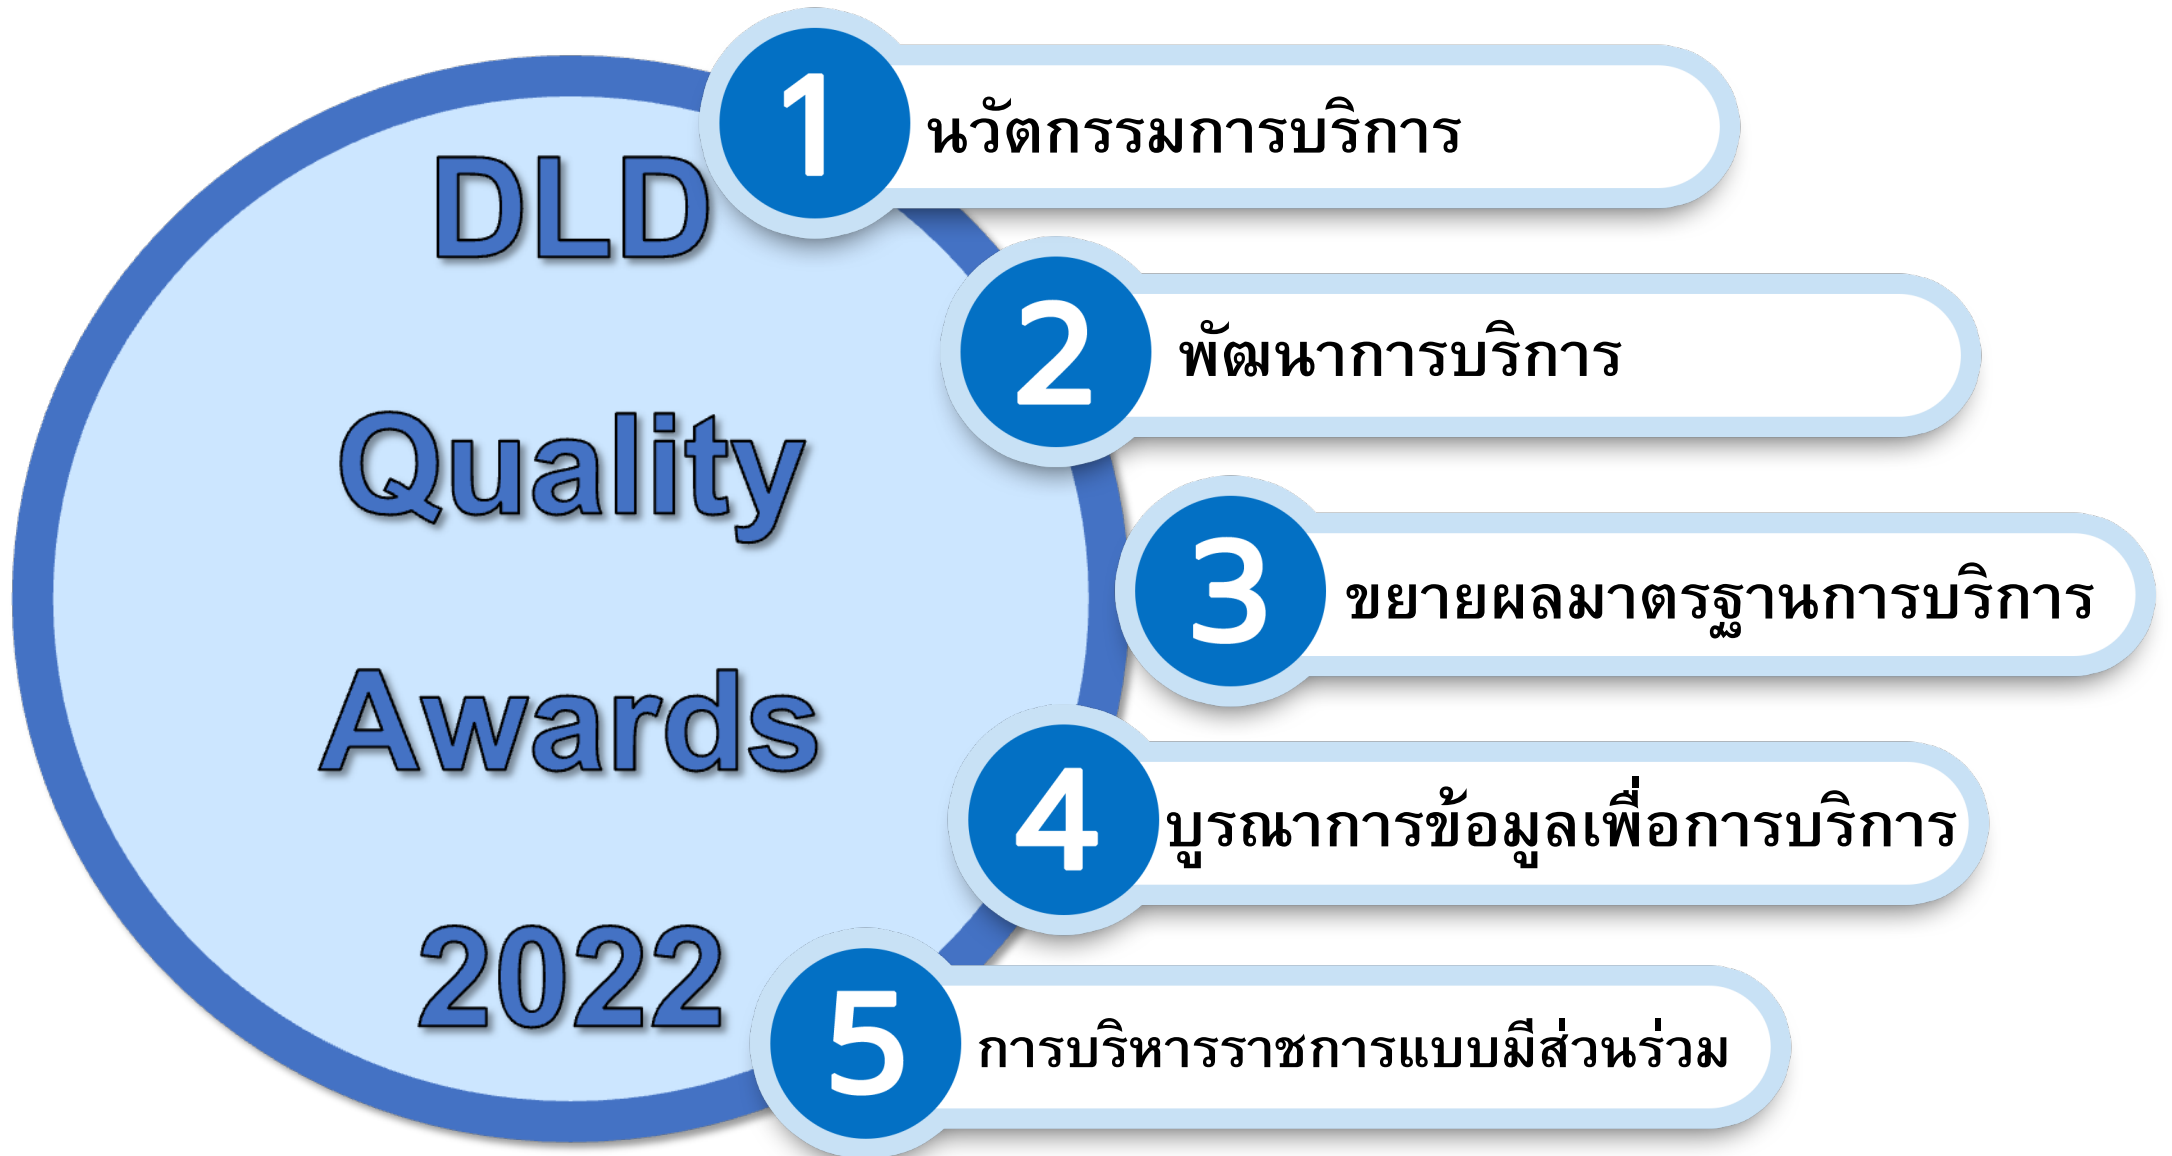 DLD
Quality
Awards
2022
1 นวัตกรรมการบริการ
2 พัฒนาการบริการ
3 ขยายผลมาตรฐานการบริการ
4 บูรณาการข้อมูลเพื่อการบริการ
5 การบริหารราชการแบบมีส่วนร่วม